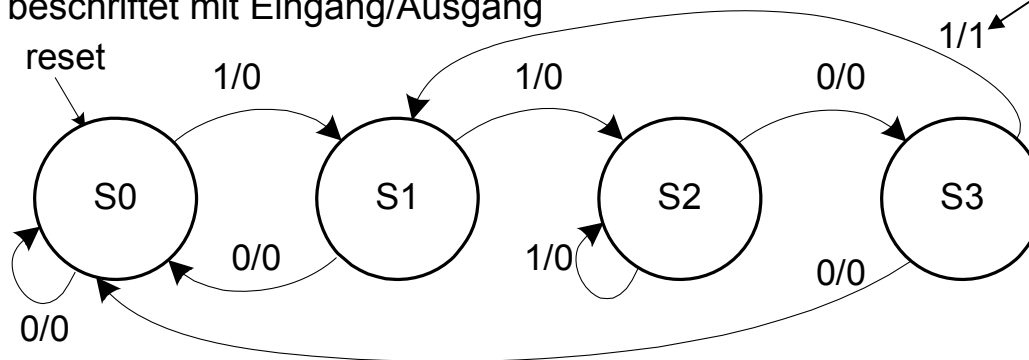 beschriftet mit Eingang/Ausgang
reset
1/0
1/0
0/0
1/1
S0
S1
S2
S3
0/0
1/0
0/0
0/0